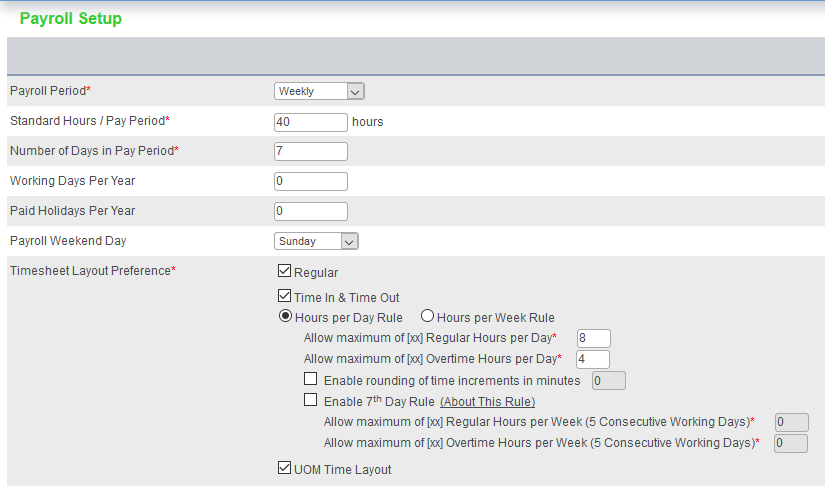 Payroll Setup
Payroll Period* Weekly
Standard Hours / Pay Period* 40 hours
Number of Days in Pay Period* 7
Working Days Per Year 0
Paid Holidays Per Year 0
Payroll Weekend Day Sunday
Timesheet Layout Preference* Regular
Time In & Time Out
Hours per Day Rule Hours per Week Rule
Allow maximum of [xx] Regular Hours per Day* 8
Allow maximum of [xx] Overtime Hours per Day* 4
Enable rounding of time increments in minutes 0
Enable 7th Day Rule (About This Rule)
Allow maximum of [xx] Regular Hours per Week (5 Consecutive Working Days)* 0
Allow maximum of [xx] Overtime Hours per Week (5 Consecutive Working Days)* 0
UOM Time Layout